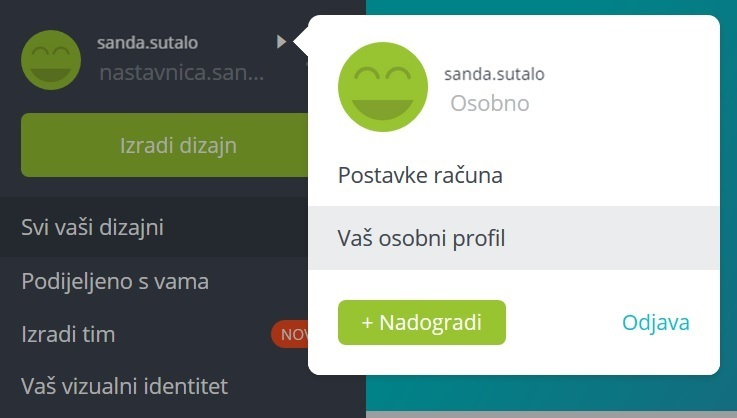 sanda.sutalo
nastavnica.san...
Izradi dizajn
Svi vaši dizajni
Podijeljeno s vama
Izradi tim
Vaš vizualni identitet
sanda.sutalo
Osobno
Postavke računa
Vaš osobni profil
+ Nadogradi
Odjava